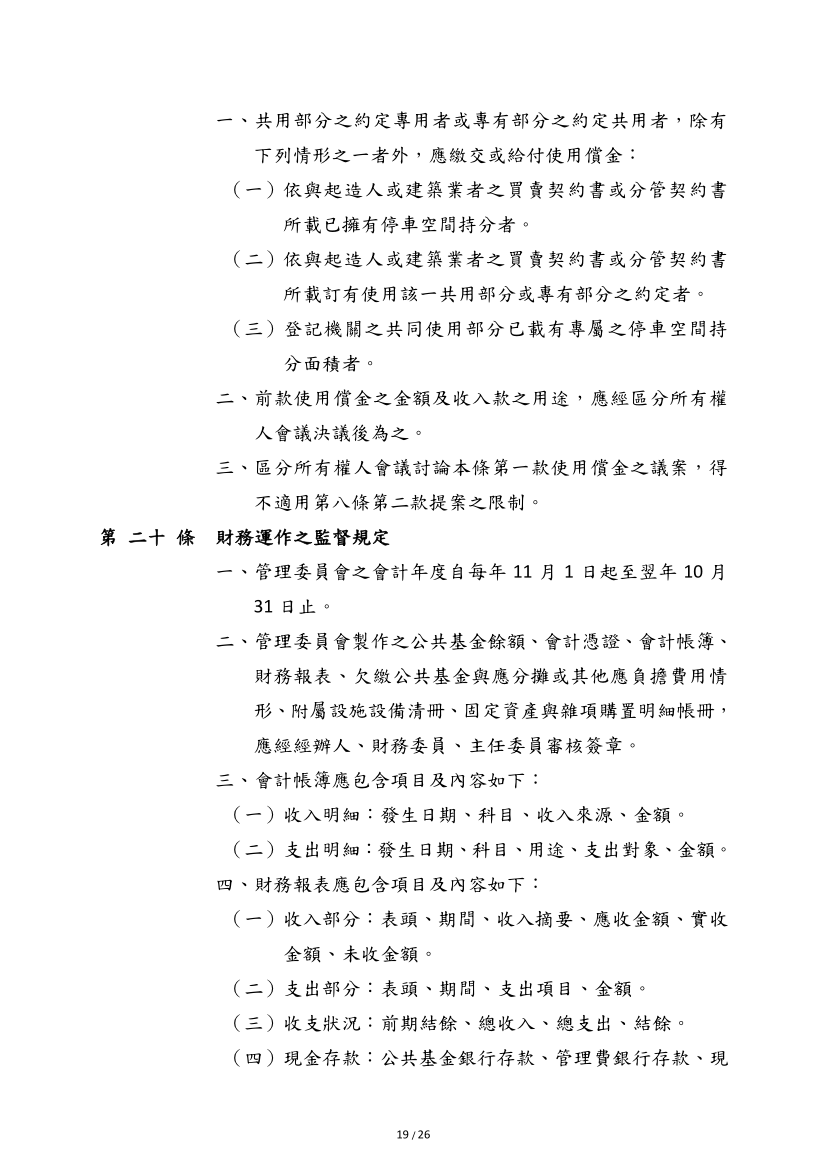 一、共用部分之約定專用者或專有部分之約定共用者，除有
下列情形之一者外，應繳交或給付使用償金：
（一）依與起造人或建築業者之買賣契約書或分管契約書
所載已擁有停車空間持分者。
（二）依與起造人或建築業者之買賣契約書或分管契約書
所載訂有使用該一共用部分或專有部分之約定者。
（三）登記機關之共同使用部分已載有專屬之停車空間持
分面積者。
二、前款使用償金之金額及收入款之用途，應經區分所有權
人會議決議後為之。
三、區分所有權人會議討論本條第一款使用償金之議案，得
不適用第八條第二款提案之限制。
第 二十 條 財務運作之監督規定
一、管理委員會之會計年度自每年 11 月 1 日起至翌年 10 月
31 日止。
二、管理委員會製作之公共基金餘額、會計憑證、會計帳簿、
財務報表、欠繳公共基金與應分攤或其他應負擔費用情
形、附屬設施設備清冊、固定資產與雜項購置明細帳冊，
應經經辦人、財務委員、主任委員審核簽章。
三、會計帳簿應包含項目及內容如下：
（一）收入明細：發生日期、科目、收入來源、金額。
（二）支出明細：發生日期、科目、用途、支出對象、金額。
四、財務報表應包含項目及內容如下：
（一）收入部分：表頭、期間、收入摘要、應收金額、實收
金額、未收金額。
（二）支出部分：表頭、期間、支出項目、金額。
（三）收支狀況：前期結餘、總收入、總支出、結餘。
（四）現金存款：公共基金銀行存款、管理費銀行存款、現
19 / 26